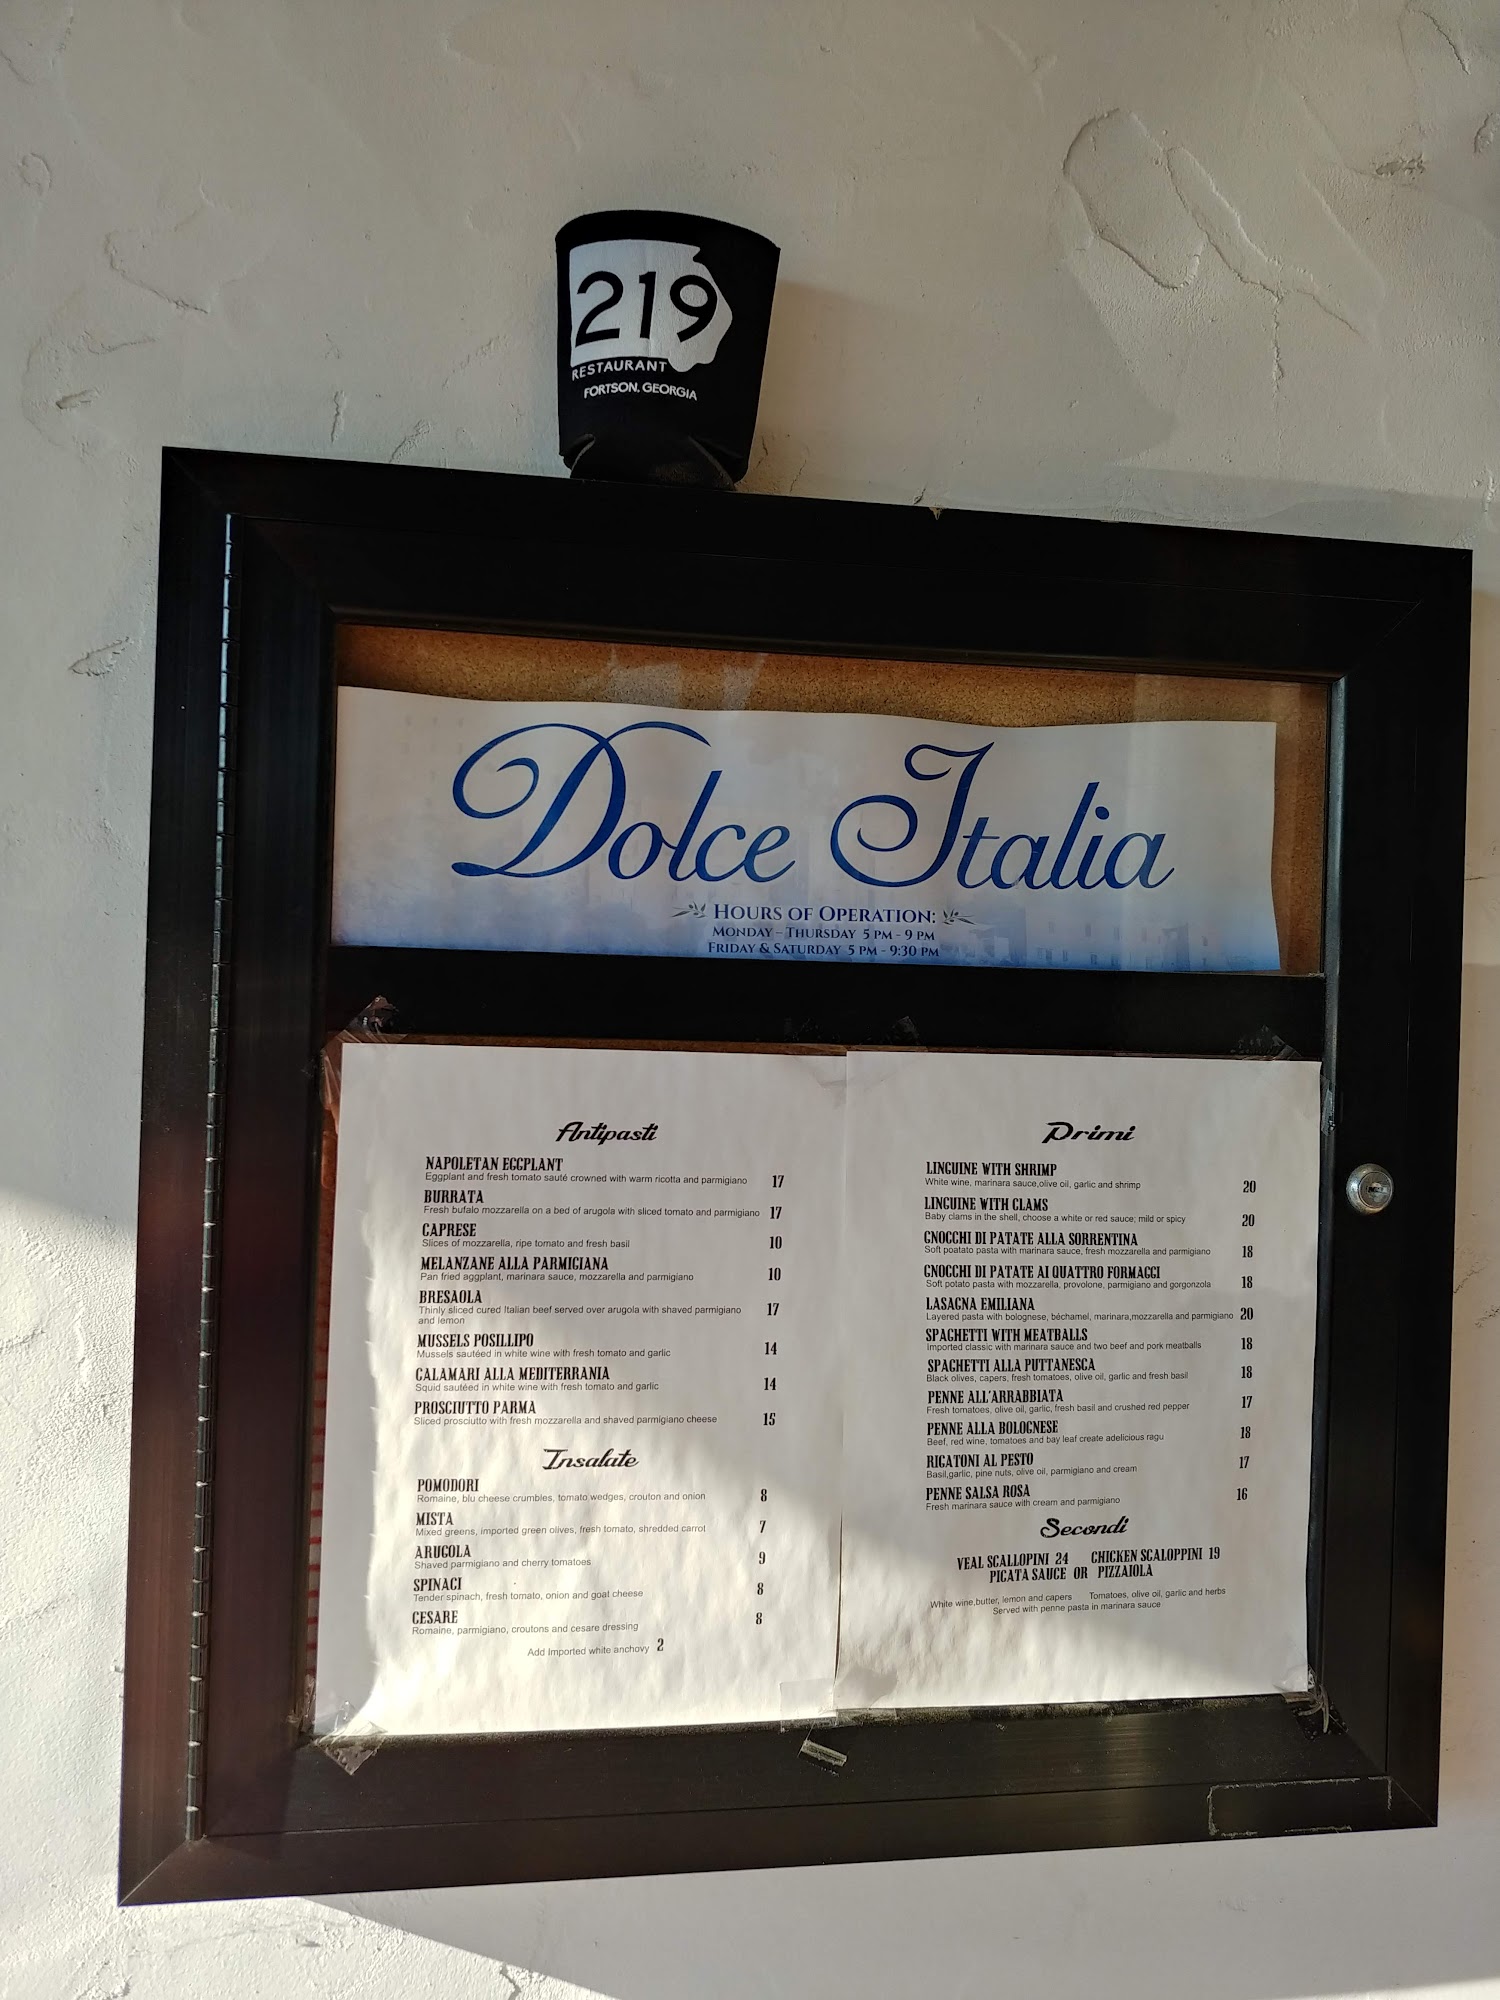 219
RESTAURANT
FORTSON, GEORGIA
Dolce Italia
HOURS OF OPERATION:
MONDAY – THURSDAY 5 PM - 9 PM
FRIDAY & SATURDAY 5 PM - 9:30 PM
Antipasti
NAPOLETAN EGGPLANT
Eggplant and fresh tomato sauté crowned with warm ricotta and parmigiano 17
BURRATA
Fresh bufalo mozzarella on a bed of arugola with sliced tomato and parmigiano 17
CAPRESE
Slices of mozzarella, ripe tomato and fresh basil 10
MELANZANE ALLA PARMIGIANA
Pan fried aggplant, marinara sauce, mozzarella and parmigiano 10
BRESAOLA
Thinly sliced cured Italian beef served over arugola with shaved parmigiano 17
and lemon
MUSSELS POSILLIPO
Mussels sautéed in white wine with fresh tomato and garlic 14
CALAMARI ALLA MEDITERRANIA
Squid sautéed in white wine with fresh tomato and garlic 14
PROSCIUTTO PARMA
Sliced prosciutto with fresh mozzarella and shaved parmigiano cheese 15
Insalate
POMODORI
Romaine, blu cheese crumbles, tomato wedges, crouton and onion 8
MISTA
Mixed greens, imported green olives, fresh tomato, shredded carrot 7
ARUGOLA
Shaved parmigiano and cherry tomatoes 9
SPINACI
Tender spinach, fresh tomato, onion and goat cheese 8
CESARE
Romaine, parmigiano, croutons and cesare dressing 8
Add Imported white anchovy 2
Primi
LINGUINE WITH SHRIMP
White wine, marinara sauce,olive oil, garlic and shrimp 20
LINGUINE WITH CLAMS
Baby clams in the shell, choose a white or red sauce; mild or spicy 20
GNOCCHI DI PATATE ALLA SORRENTINA
Soft poatato pasta with marinara sauce, fresh mozzarella and parmigiano 18
GNOCCHI DI PATATE AI QUATTRO FORMAGGI
Soft potato pasta with mozzarella, provolone, parmigiano and gorgonzola 18
LASAGNA EMILIANA
Layered pasta with bolognese, béchamel, marinara,mozzarella and parmigiano 20
SPAGHETTI WITH MEATBALLS
Imported classic with marinara sauce and two beef and pork meatballs 18
SPAGHETTI ALLA PUTTANESCA
Black olives, capers, fresh tomatoes, olive oil, garlic and fresh basil 18
PENNE ALL'ARRABBIATA
Fresh tomatoes, olive oil, garlic, fresh basil and crushed red pepper 17
PENNE ALLA BOLOGNESE
Beef, red wine, tomatoes and bay leaf create adelicious ragu 18
RIGATONI AL PESTO
Basil,garlic, pine nuts, olive oil, parmigiano and cream 17
PENNE SALSA ROSA
Fresh marinara sauce with cream and parmigiano 16
Secondi
VEAL SCALLOPINI 24 CHICKEN SCALOPPINI 19
PICATA SAUCE OR PIZZAIOLA
White wine,butter, lemon and capers Tomatoes, olive oil, garlic and herbs
Served with penne pasta in marinara sauce